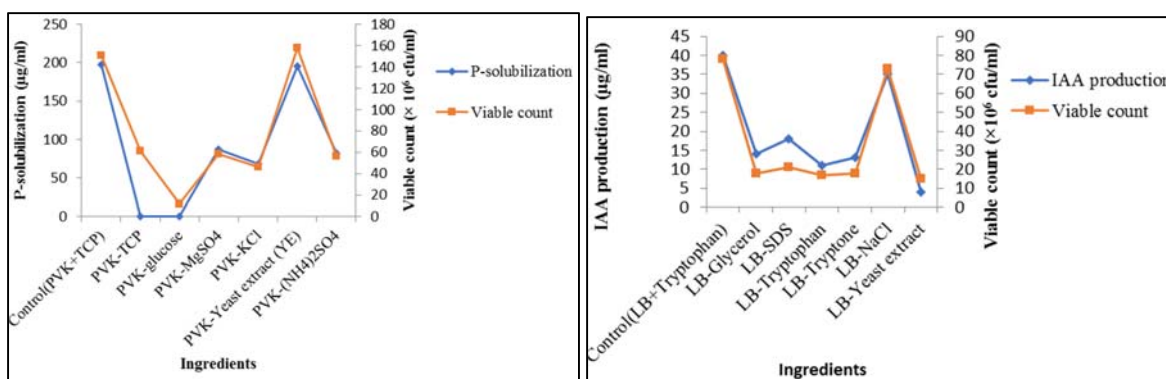 250
200
150
100
50
0
P-solubilization (µg/ml)
180
160
140
120
100
80
60
40
20
0
Viable count (× 10⁶ cfu/ml)
P-solubilization
Viable count
Control(PVK+TCP)
PVK-TCP
PVK-glucose
PVK-MgSO4
PVK-KCl
PVK-Yeast extract (YE)
PVK-(NH4)2SO4
Ingredients
45
40
35
30
25
20
15
10
5
0
IAA production (µg/ml)
90
80
70
60
50
40
30
20
10
0
Viable count (×10⁶ cfu/ml)
IAA production
Viable count
Control(LB+Tryptophan)
LB-Glycerol
LB-SDS
LB-Tryptophan
LB-Tryptone
LB-NaCl
LB-Yeast extract
Ingredients